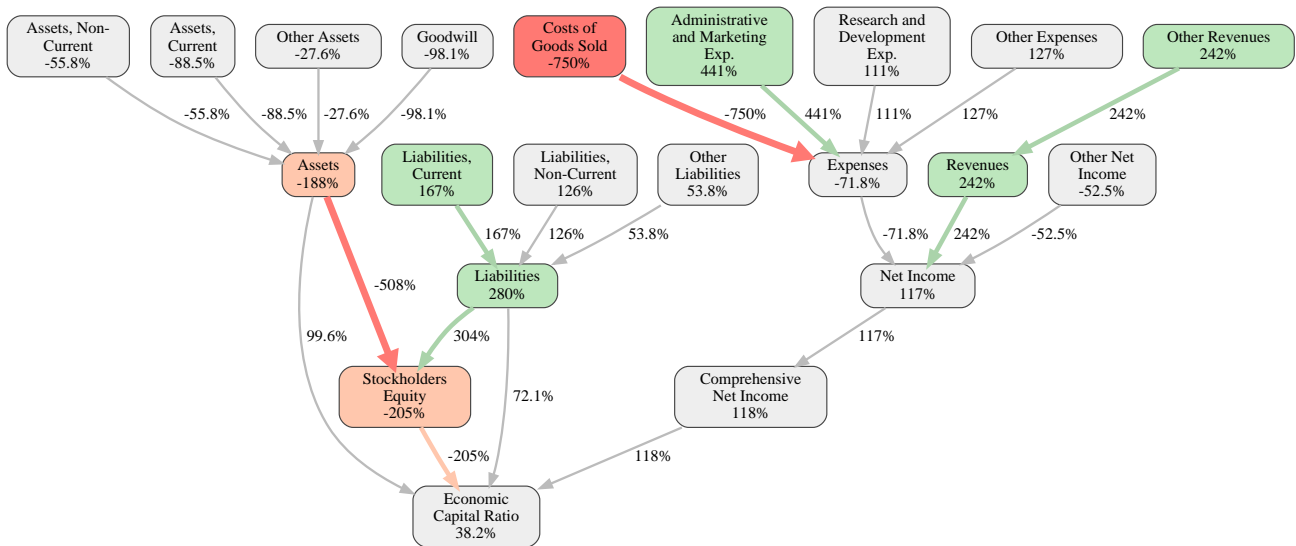 Assets, Non-
Current
-55.8%
Assets,
Current
-88.5%
Other Assets
-27.6%
Goodwill
-98.1%
Costs of
Goods Sold
-750%
Administrative
and Marketing
Exp.
441%
Research and
Development
Exp.
111%
Other Expenses
127%
Other Revenues
242%
-55.8%
-88.5%
-27.6%
-98.1%
-750%
441%
111%
127%
242%
Assets
-188%
Liabilities,
Current
167%
Liabilities,
Non-Current
126%
Other
Liabilities
53.8%
Expenses
-71.8%
Revenues
242%
Other Net
Income
-52.5%
167%
126%
53.8%
-71.8%
242%
-52.5%
-508%
Liabilities
280%
Net Income
117%
99.6%
304%
72.1%
117%
Stockholders
Equity
-205%
Comprehensive
Net Income
118%
-205%
118%
Economic
Capital Ratio
38.2%